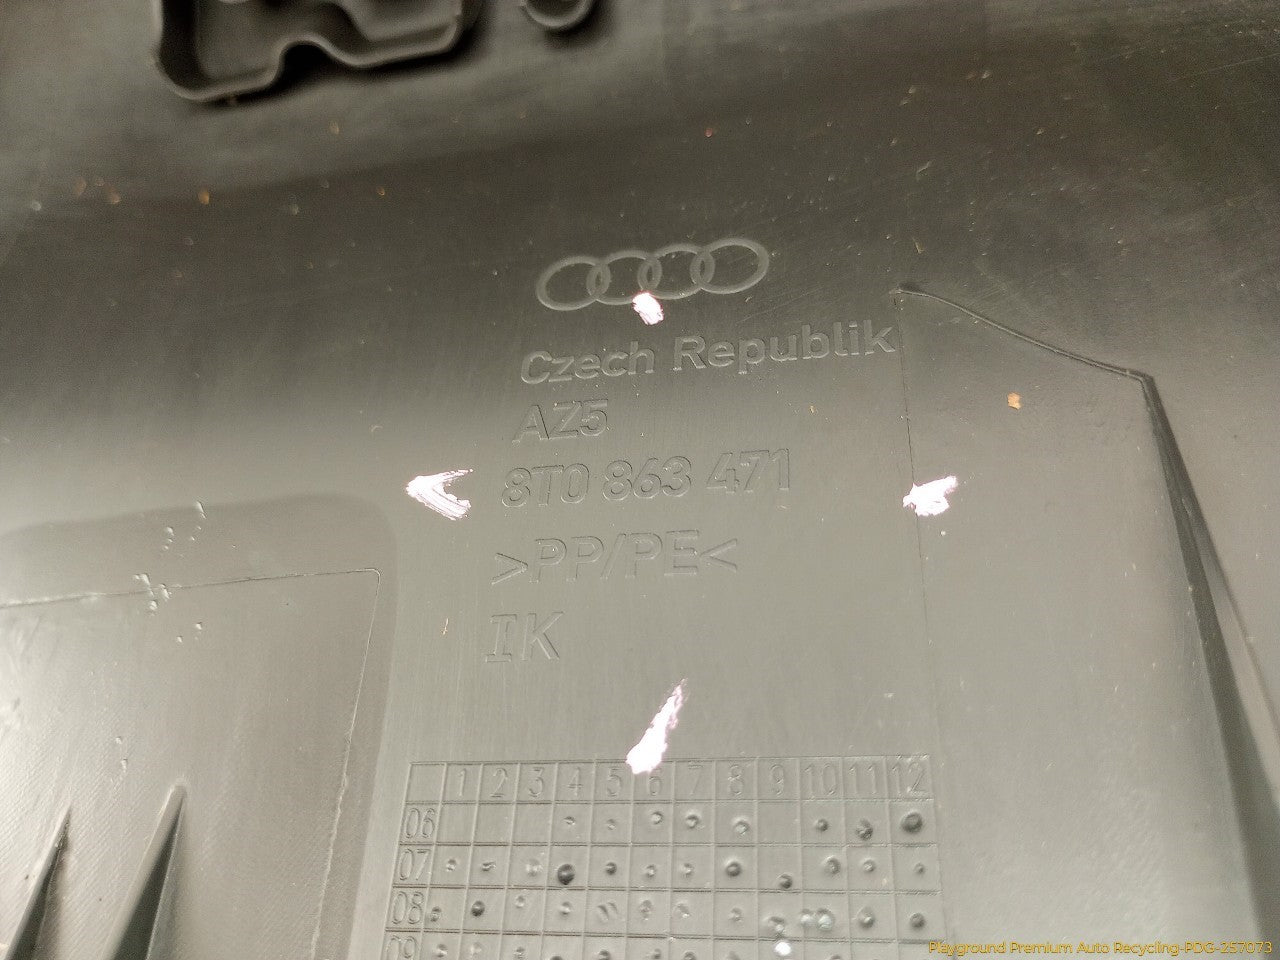 Czech Republik
AZ5
8T0 863 471
>PP/PE<
IK
1 2 3 4 5 6 7 8 9 10 11 12
06
07
08
09
Playground Premium Auto Recycling-PDG-257073